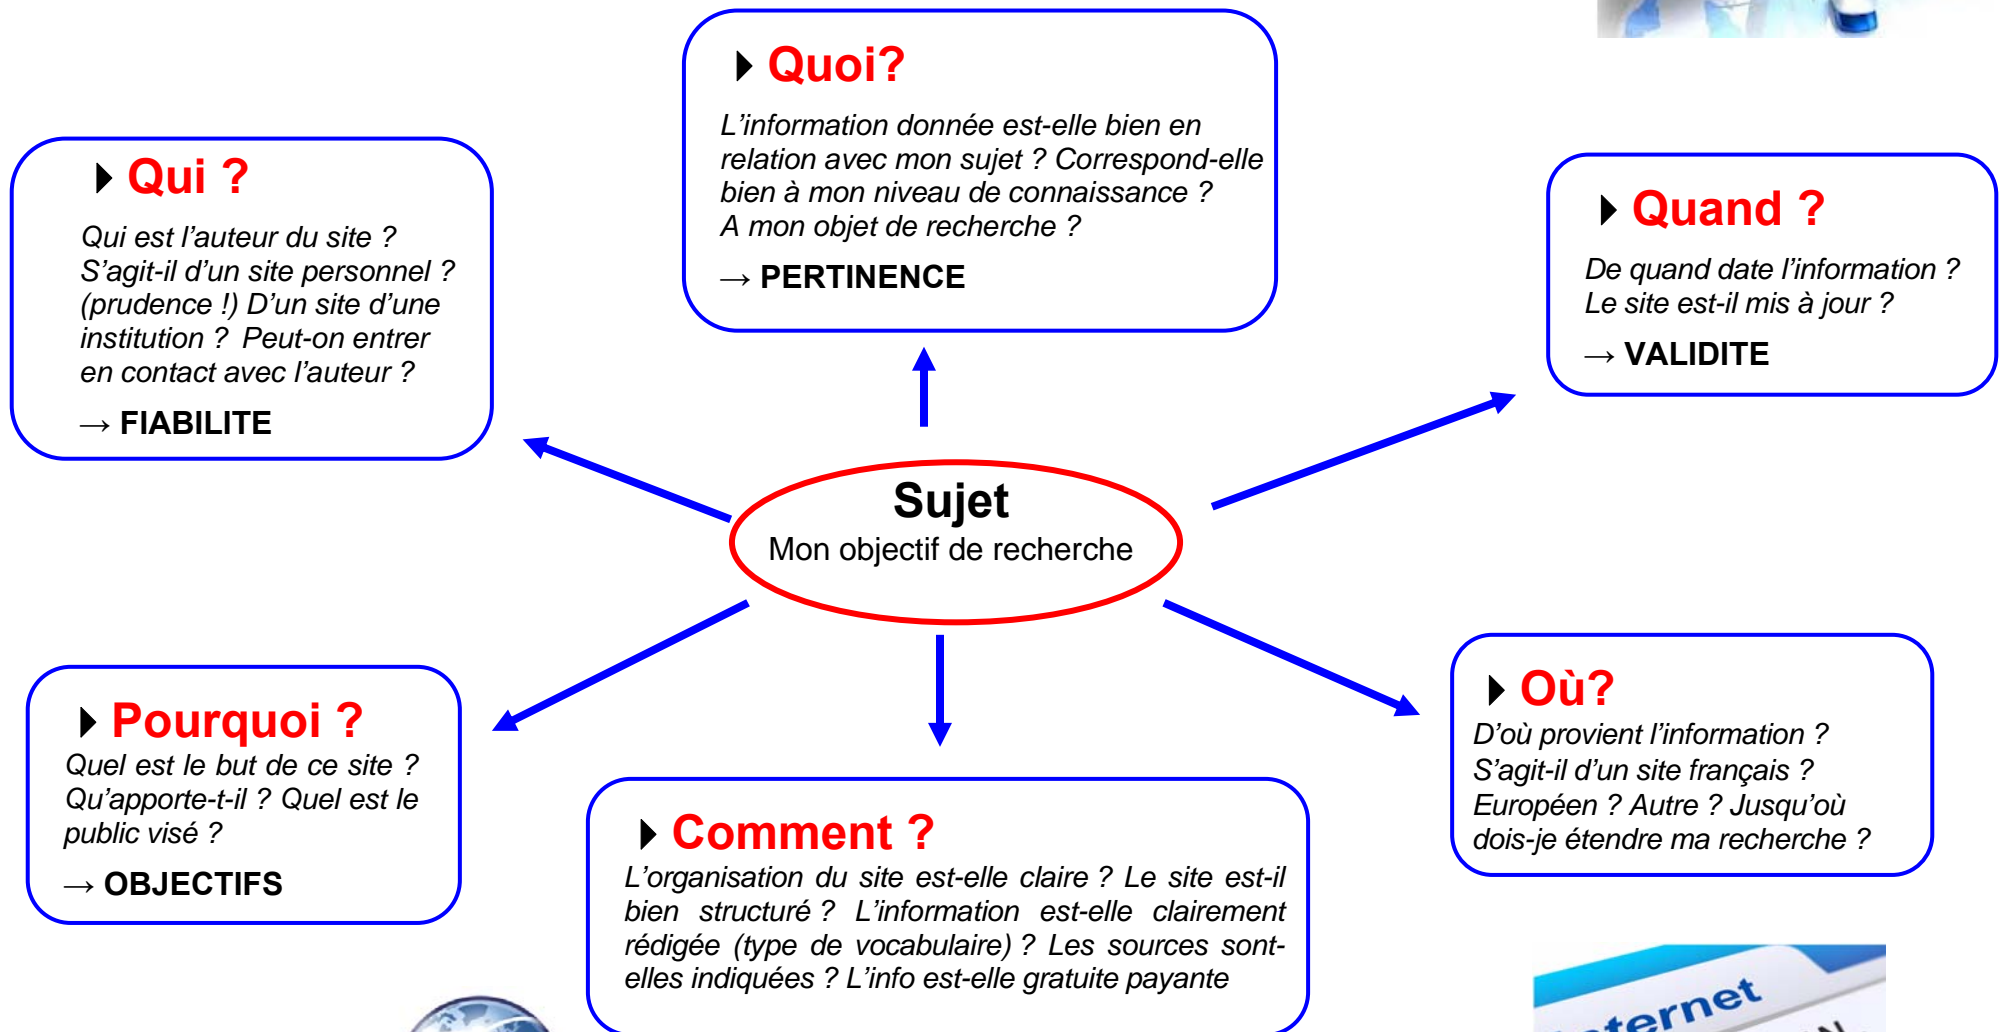 Quoi?
L'information donnée est-elle bien en
relation avec mon sujet ? Correspond-elle
bien à mon niveau de connaissance ?
A mon objet de recherche ?
→ PERTINENCE
Qui ?
Qui est l'auteur du site ?
S'agit-il d'un site personnel ?
(prudence !) D'un site d'une
institution ? Peut-on entrer
en contact avec l'auteur ?
→ FIABILITE
Quand ?
De quand date l'information ?
Le site est-il mis à jour ?
→ VALIDITE
Sujet
Mon objectif de recherche
Pourquoi ?
Quel est le but de ce site ?
Qu'apporte-t-il ? Quel est le
public visé ?
→ OBJECTIFS
Comment ?
L'organisation du site est-elle claire ? Le site est-il
bien structuré ? L'information est-elle clairement
rédigée (type de vocabulaire) ? Les sources sont-
elles indiquées ? L'info est-elle gratuite payante
Où?
D'où provient l'information ?
S'agit-il d'un site français ?
Européen ? Autre ? Jusqu'où
dois-je étendre ma recherche ?
ternet